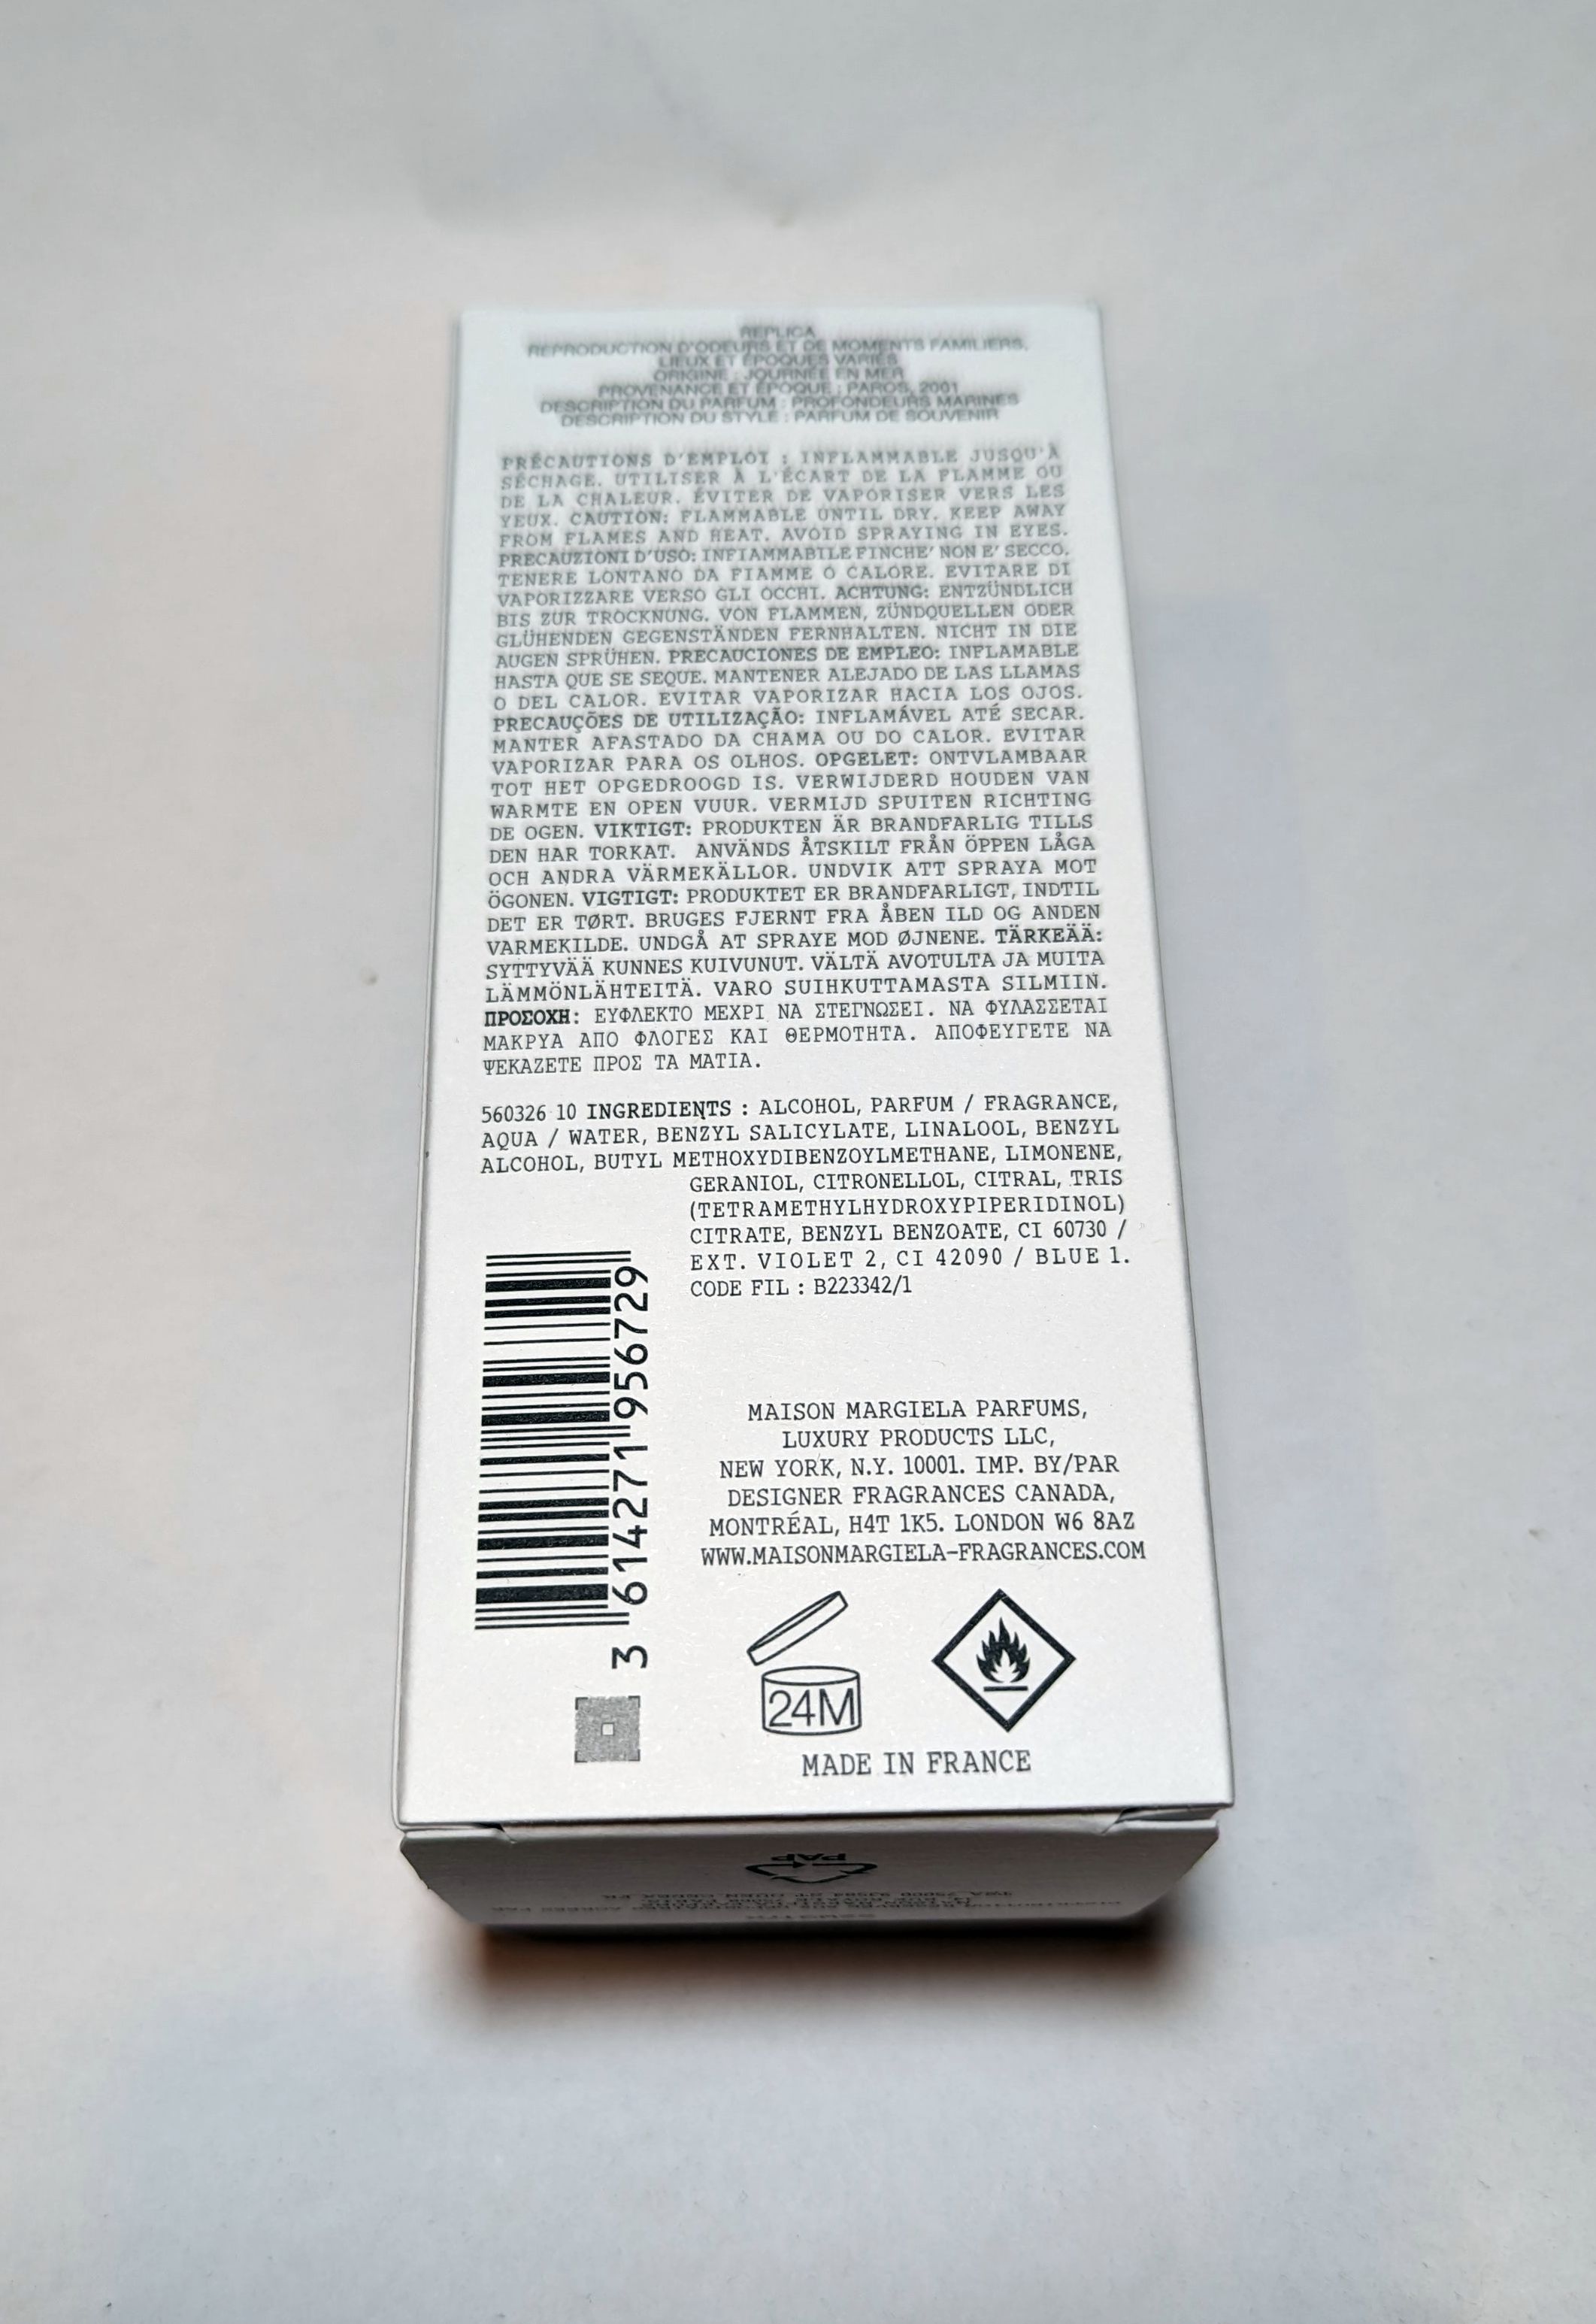 REPLICA
REPRODUCTION D'ODEURS ET DE MOMENTS FAMILIERS,
LIEUX ET ÉPOQUES VARIÉS
ORIGINE : JOURNÉE EN MER
PROVENANCE ET ÉPOQUE : PAROS, 2001
DESCRIPTION DU PARFUM : PROFONDEURS MARINES
DESCRIPTION DU STYLE : PARFUM DE SOUVENIR
PRÉCAUTIONS D'EMPLOI : INFLAMMABLE JUSQU'À
SÉCHAGE. UTILISER À L'ÉCART DE LA FLAMME OU
DE LA CHALEUR. ÉVITER DE VAPORISER VERS LES
YEUX. CAUTION: FLAMMABLE UNTIL DRY. KEEP AWAY
FROM FLAMES AND HEAT. AVOID SPRAYING IN EYES.
PRECAUZIONI D'USO: INFIAMMABILE FINCHE' NON E' SECCO.
TENERE LONTANO DA FIAMME O CALORE. EVITARE DI
VAPORIZZARE VERSO GLI OCCHI. ACHTUNG: ENTZÜNDLICH
BIS ZUR TROCKNUNG. VON FLAMMEN, ZÜNDQUELLEN ODER
GLÜHENDEN GEGENSTÄNDEN FERNHALTEN. NICHT IN DIE
AUGEN SPRÜHEN. PRECAUCIONES DE EMPLEO: INFLAMABLE
HASTA QUE SE SEQUE. MANTENER ALEJADO DE LAS LLAMAS
O DEL CALOR. EVITAR VAPORIZAR HACIA LOS OJOS.
PRECAUÇÕES DE UTILIZAÇÃO: INFLAMÁVEL ATÉ SECAR.
MANTER AFASTADO DA CHAMA OU DO CALOR. EVITAR
VAPORIZAR PARA OS OLHOS. OPGELET: ONTVLAMBAAR
TOT HET OPGEDROOGD IS. VERWIJDERD HOUDEN VAN
WARMTE EN OPEN VUUR. VERMIJD SPUITEN RICHTING
DE OGEN. VIKTIGT: PRODUKTEN ÄR BRANDFARLIG TILLS
DEN HAR TORKAT. ANVÄNDS ÅTSKILT FRÅN ÖPPEN LÅGA
OCH ANDRA VÄRMEKÄLLOR. UNDVIK ATT SPRAYA MOT
ÖGONEN. VIGTIGT: PRODUKTET ER BRANDFARLIGT, INDTIL
DET ER TØRT. BRUGES FJERNT FRA ÅBEN ILD OG ANDEN
VARMEKILDE. UNDGÅ AT SPRAYE MOD ØJNENE. TÄRKEÄÄ:
SYTTYVÄÄ KUNNES KUIVUNUT. VÄLTÄ AVOTULTA JA MUITA
LÄMMÖNLÄHTEITÄ. VARO SUIHKUTTAMASTA SILMIIN.
ΠΡΟΣΟΧΗ: ΕΥΦΛΕΚΤΟ ΜΕΧΡΙ ΝΑ ΣΤΕΓΝΩΣΕΙ. ΝΑ ΦΥΛΑΣΣΕΤΑΙ
ΜΑΚΡΥΑ ΑΠΟ ΦΛΟΓΕΣ ΚΑΙ ΘΕΡΜΟΤΗΤΑ. ΑΠΟΦΕΥΓΕΤΕ ΝΑ
ΨΕΚΑΖΕΤΕ ΠΡΟΣ ΤΑ ΜΑΤΙΑ.
560326 10 INGREDIENTS : ALCOHOL, PARFUM / FRAGRANCE,
AQUA / WATER, BENZYL SALICYLATE, LINALOOL, BENZYL
ALCOHOL, BUTYL METHOXYDIBENZOYLMETHANE, LIMONENE,
GERANIOL, CITRONELLOL, CITRAL, TRIS
(TETRAMETHYLHYDROXYPIPERIDINOL)
CITRATE, BENZYL BENZOATE, CI 60730 /
EXT. VIOLET 2, CI 42090 / BLUE 1.
CODE FIL : B223342/1
3 614271 956729
MAISON MARGIELA PARFUMS,
LUXURY PRODUCTS LLC,
NEW YORK, N.Y. 10001. IMP. BY/PAR
DESIGNER FRAGRANCES CANADA,
MONTRÉAL, H4T 1K5. LONDON W6 8AZ
WWW.MAISONMARGIELA-FRAGRANCES.COM
24M
MADE IN FRANCE
PAP